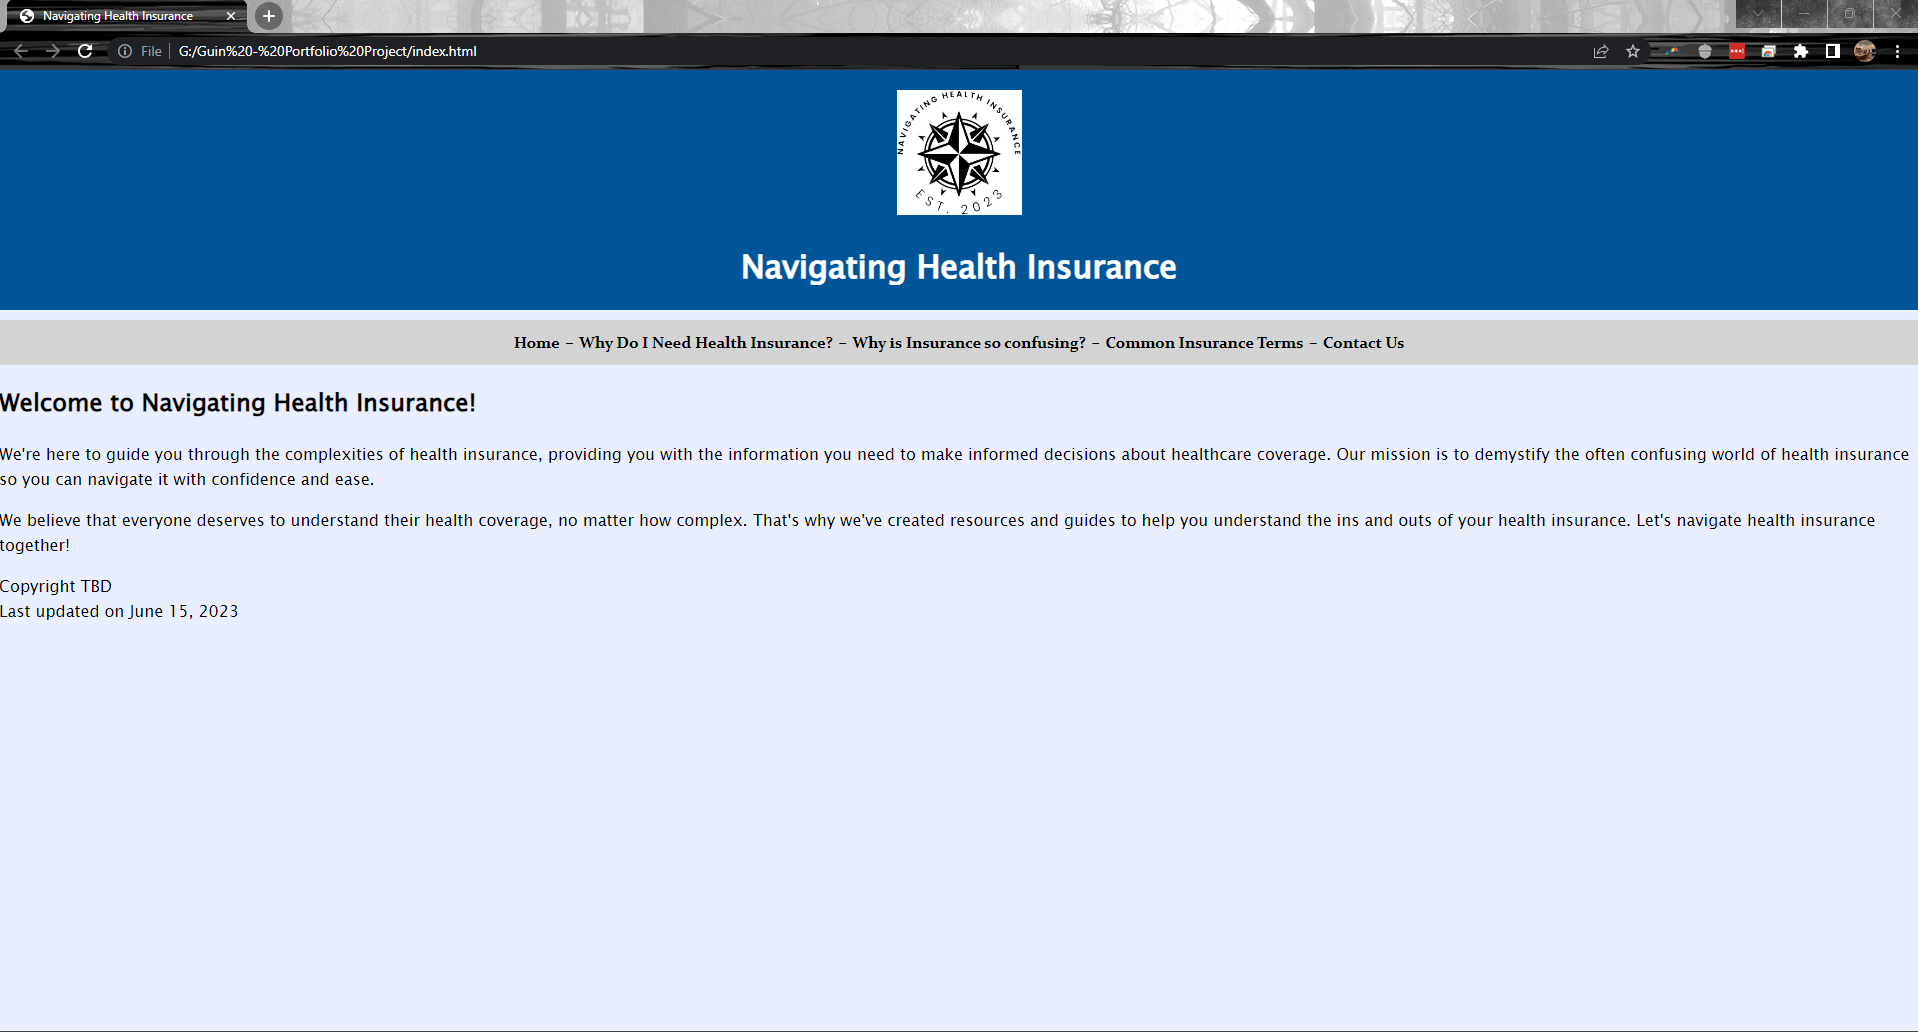 Navigating Health Insurance
File G:/Guin%20-%20Portfolio%20Project/index.html
NAVIGATING HEALTH INSURANCE
EST. 2023
Navigating Health Insurance
Home – Why Do I Need Health Insurance? – Why is Insurance so confusing? – Common Insurance Terms – Contact Us
Welcome to Navigating Health Insurance!
We're here to guide you through the complexities of health insurance, providing you with the information you need to make informed decisions about healthcare coverage. Our mission is to demystify the often confusing world of health insurance
so you can navigate it with confidence and ease.
We believe that everyone deserves to understand their health coverage, no matter how complex. That's why we've created resources and guides to help you understand the ins and outs of your health insurance. Let's navigate health insurance
together!
Copyright TBD
Last updated on June 15, 2023